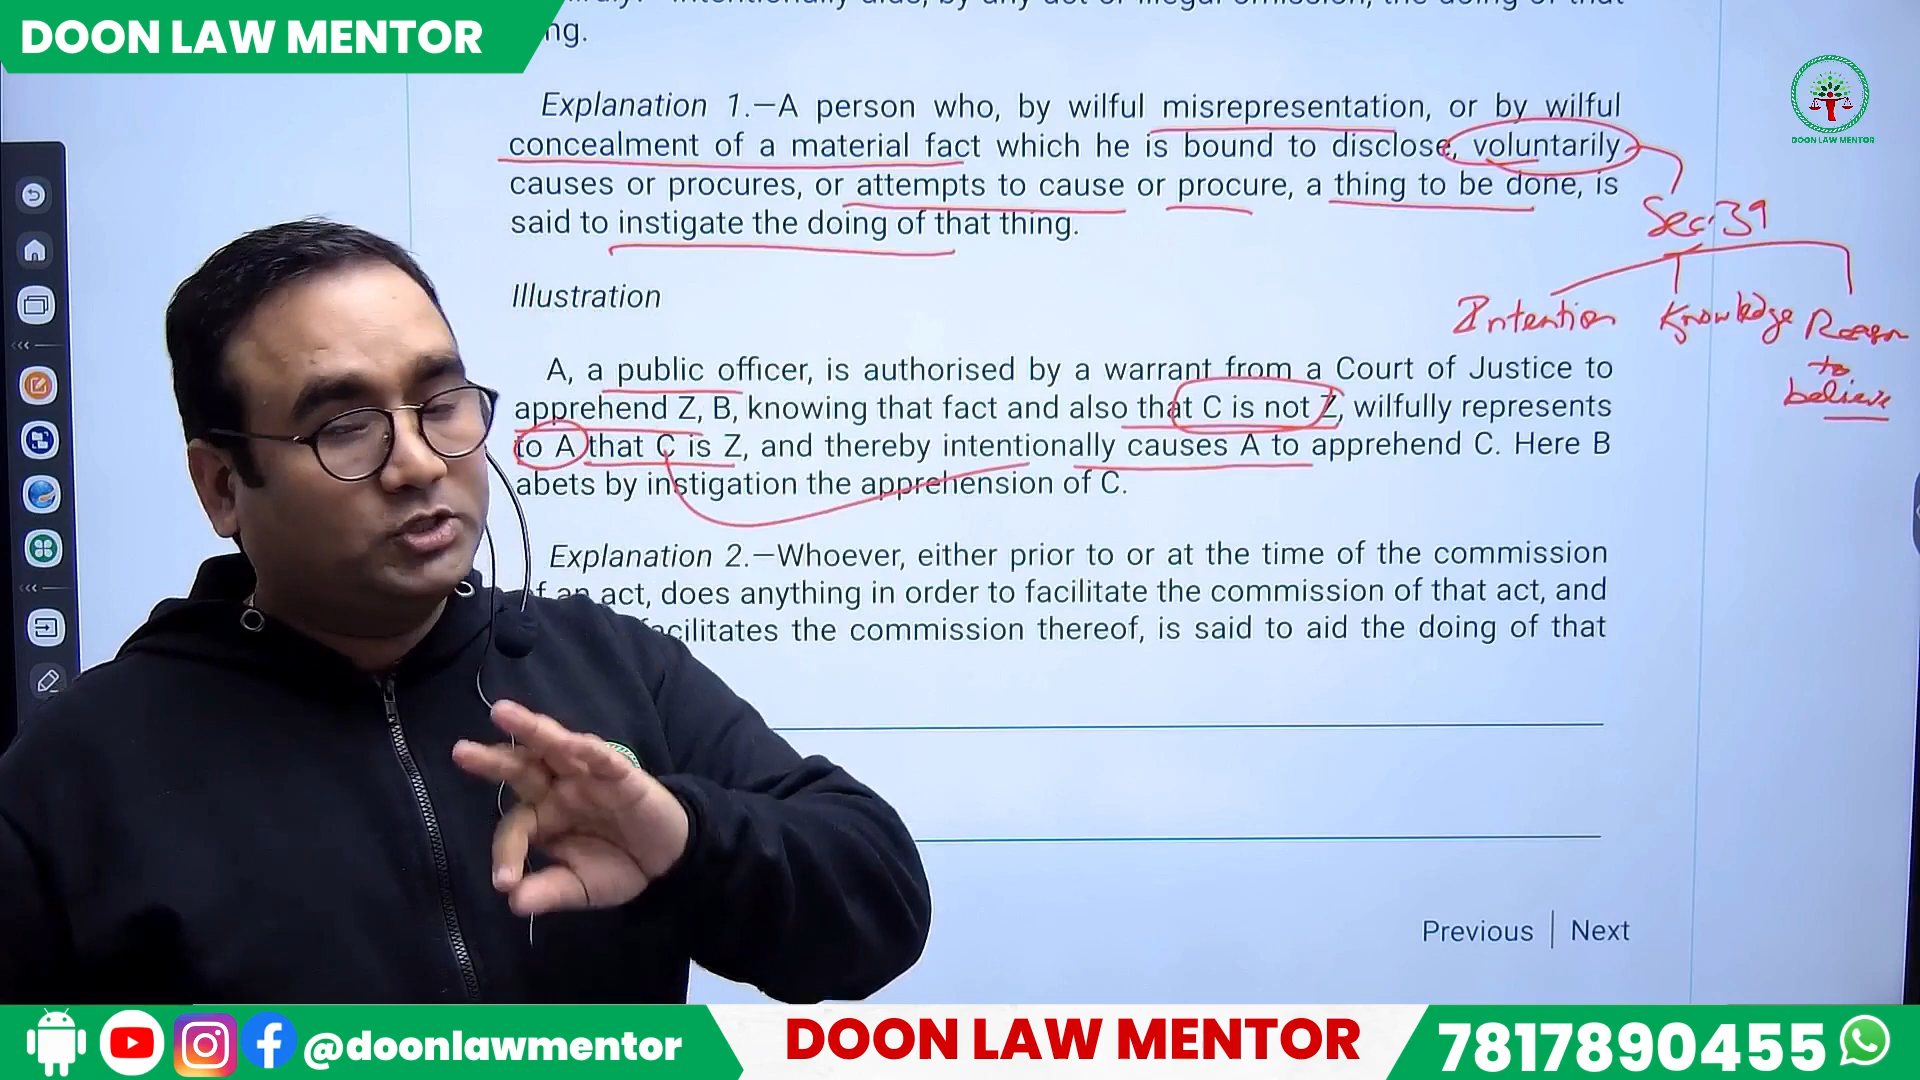 DOON LAW MENTOR
ng.
Explanation 1.—A person who, by wilful misrepresentation, or by wilful
concealment of a material fact which he is bound to disclose, voluntarily
causes or procures, or attempts to cause or procure, a thing to be done, is
said to instigate the doing of that thing.
DOON LAW MENTOR
Sec. 39
Intention Knowledge Reason
to
believe
Illustration
A, a public officer, is authorised by a warrant from a Court of Justice to
apprehend Z, B, knowing that fact and also that C is not Z, wilfully represents
to A that C is Z, and thereby intentionally causes A to apprehend C. Here B
abets by instigation the apprehension of C.
Explanation 2.—Whoever, either prior to or at the time of the commission
of an act, does anything in order to facilitate the commission of that act, and
facilitates the commission thereof, is said to aid the doing of that
Previous | Next
@doonlawmentor
DOON LAW MENTOR
7817890455